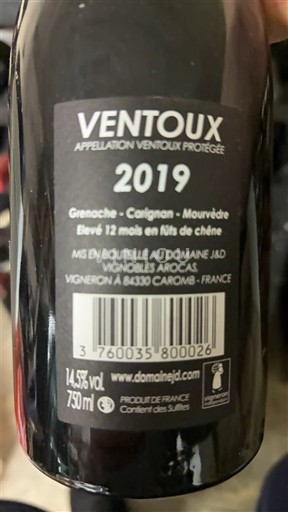 VENTOUX
APPELLATION VENTOUX PROTÉGÉE
2019
Grenache - Carignan - Mourvèdre
Elevé 12 mois en fûts de chêne
MIS EN BOUTEILLE AU DOMAINE J&D
VIGNOBLES AROCAS,
VIGNERON À 84330 CAROMB - FRANCE
3 760035 800026
14,5% vol.
750 ml
www.domainejd.com
PRODUIT DE FRANCE
Contient des Sulfites
vigneron